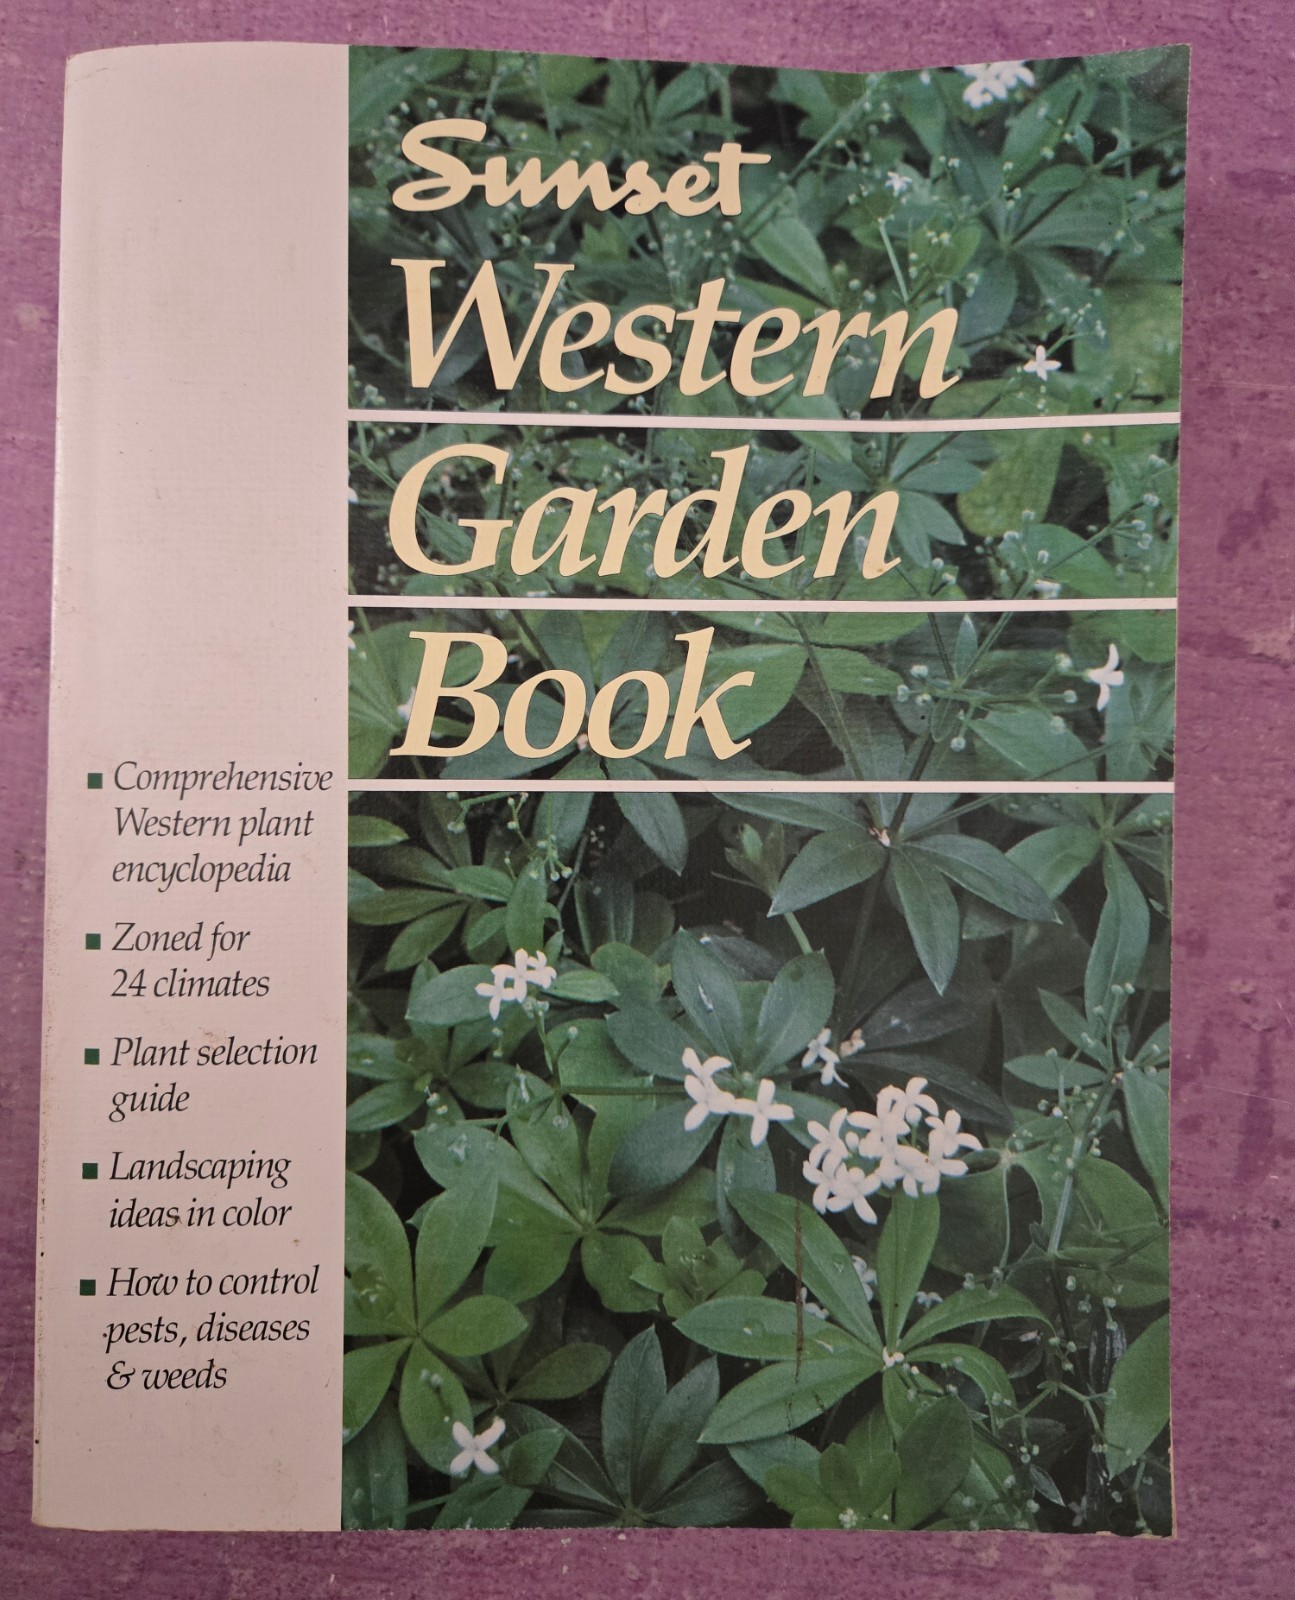 Sunset
Western
Garden
Book
▪ Comprehensive
Western plant
encyclopedia
▪ Zoned for
24 climates
▪ Plant selection
guide
▪ Landscaping
ideas in color
▪ How to control
pests, diseases
& weeds